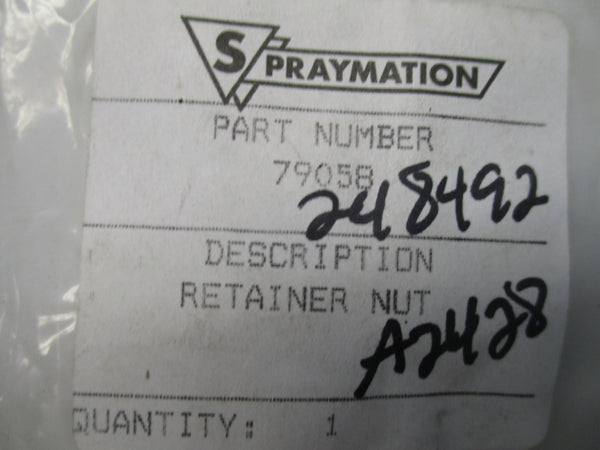 SPRAYMATION
PART NUMBER
79058
248492
DESCRIPTION
RETAINER NUT
A2428
QUANTITY: 1